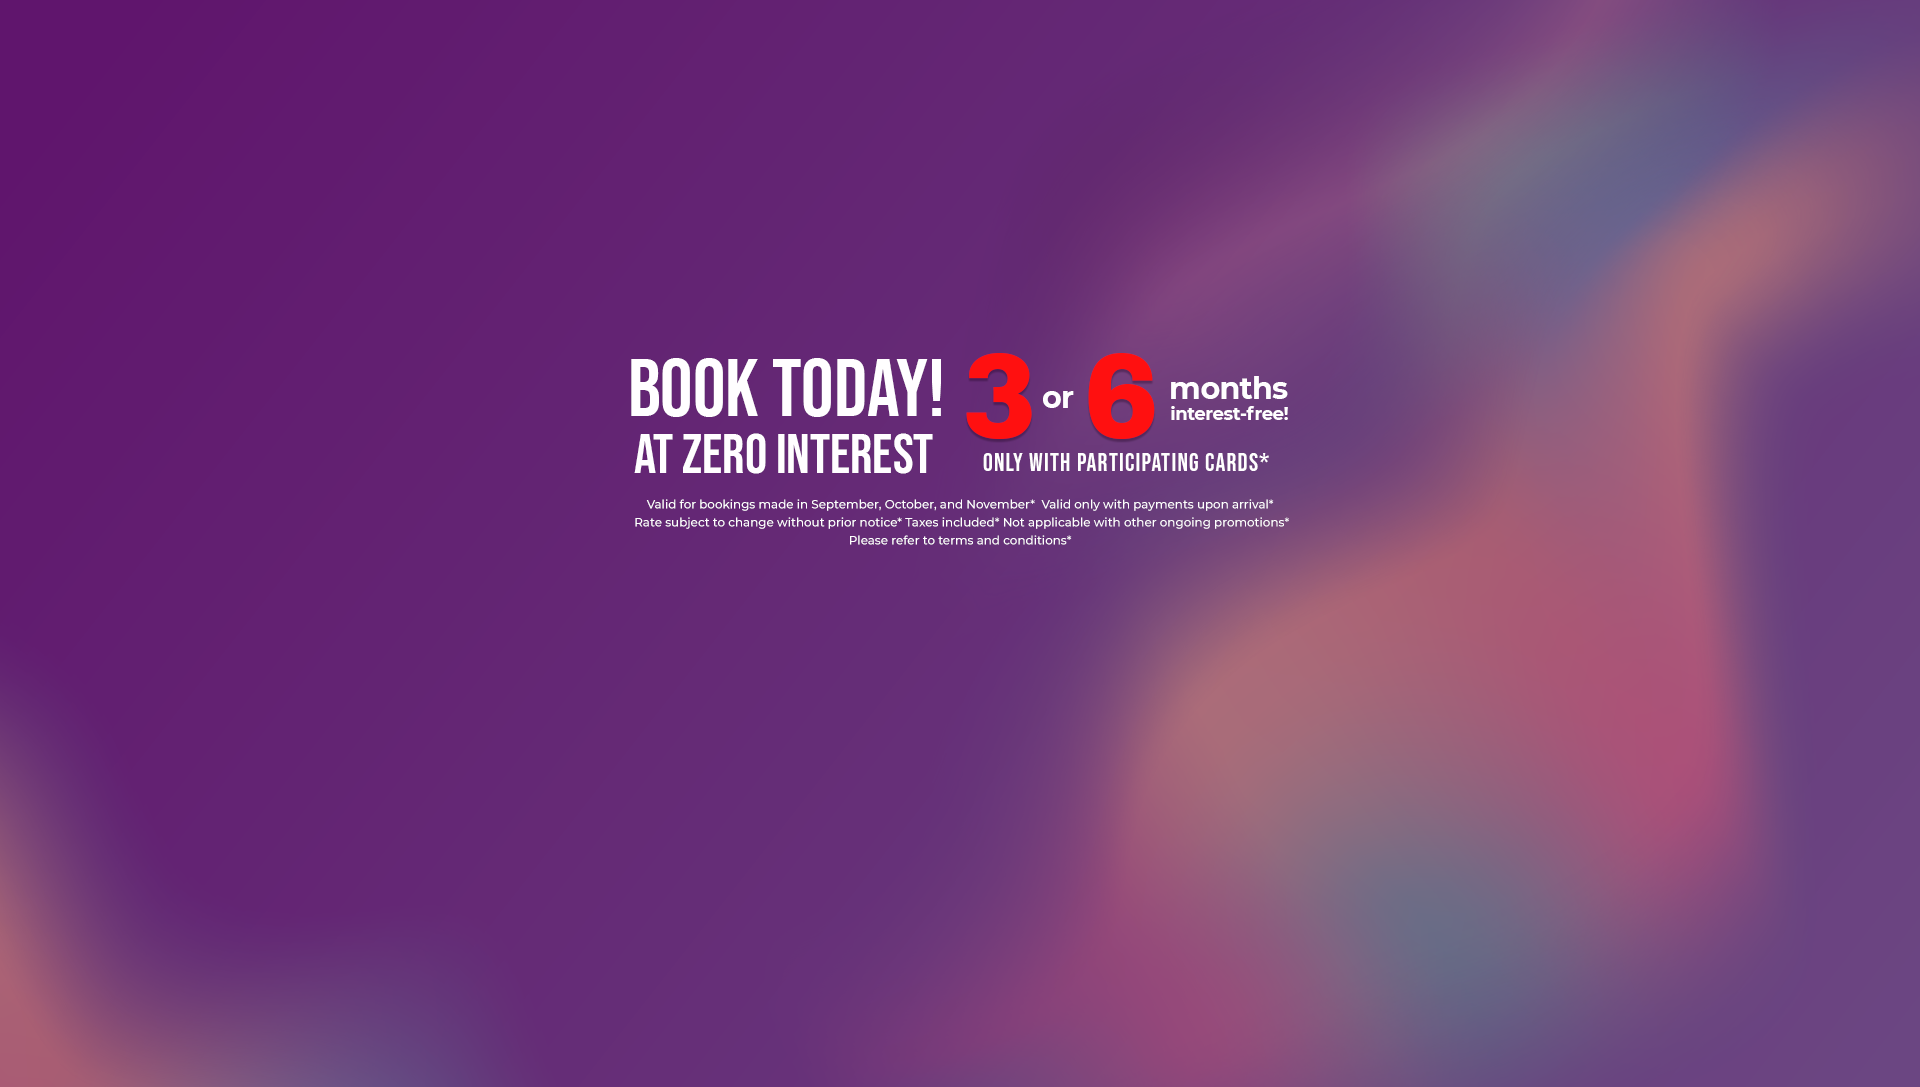 BOOK TODAY!
AT ZERO INTEREST
3 or 6 months
interest-free!
ONLY WITH PARTICIPATING CARDS*
Valid for bookings made in September, October, and November*  Valid only with payments upon arrival*
Rate subject to change without prior notice* Taxes included* Not applicable with other ongoing promotions*
Please refer to terms and conditions*